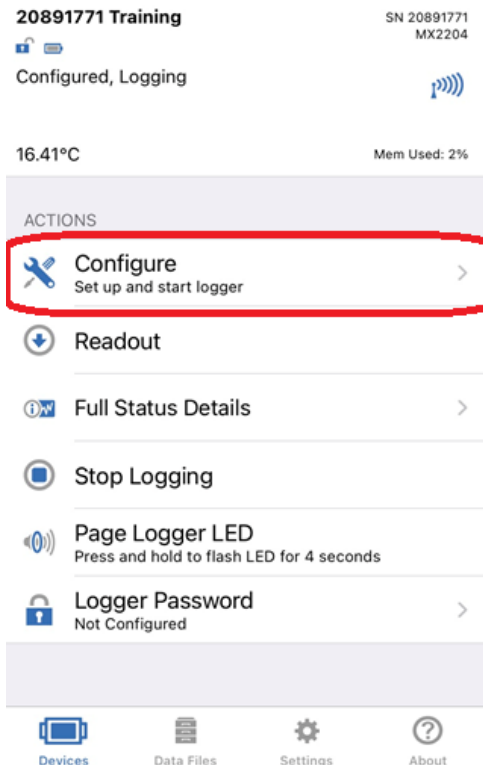 20891771 Training
SN 20891771
MX2204
Configured, Logging
16.41°C
Mem Used: 2%
ACTIONS
Configure
Set up and start logger
Readout
Full Status Details
Stop Logging
Page Logger LED
Press and hold to flash LED for 4 seconds
Logger Password
Not Configured
Devices
Data Files
Settings
About